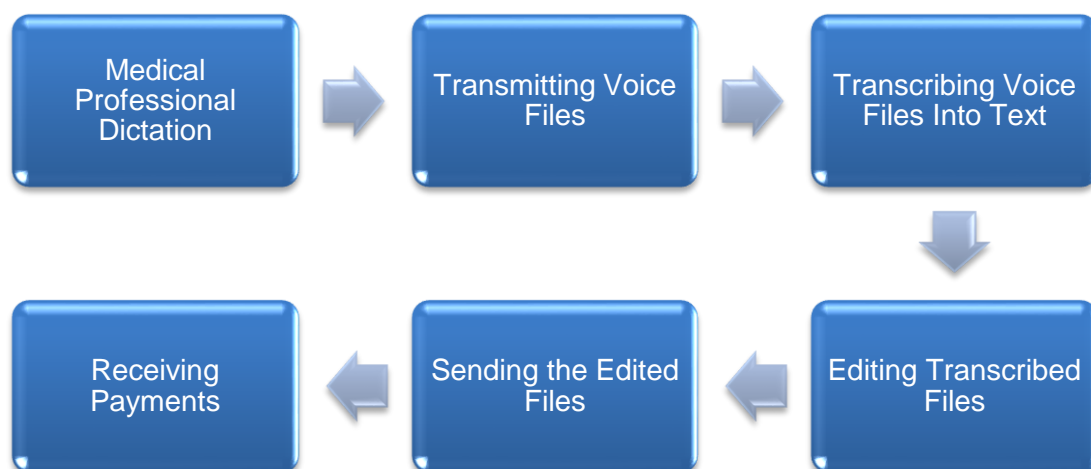 Medical
Professional
Dictation
Transmitting Voice
Files
Transcribing Voice
Files Into Text
Editing Transcribed
Files
Sending the Edited
Files
Receiving
Payments